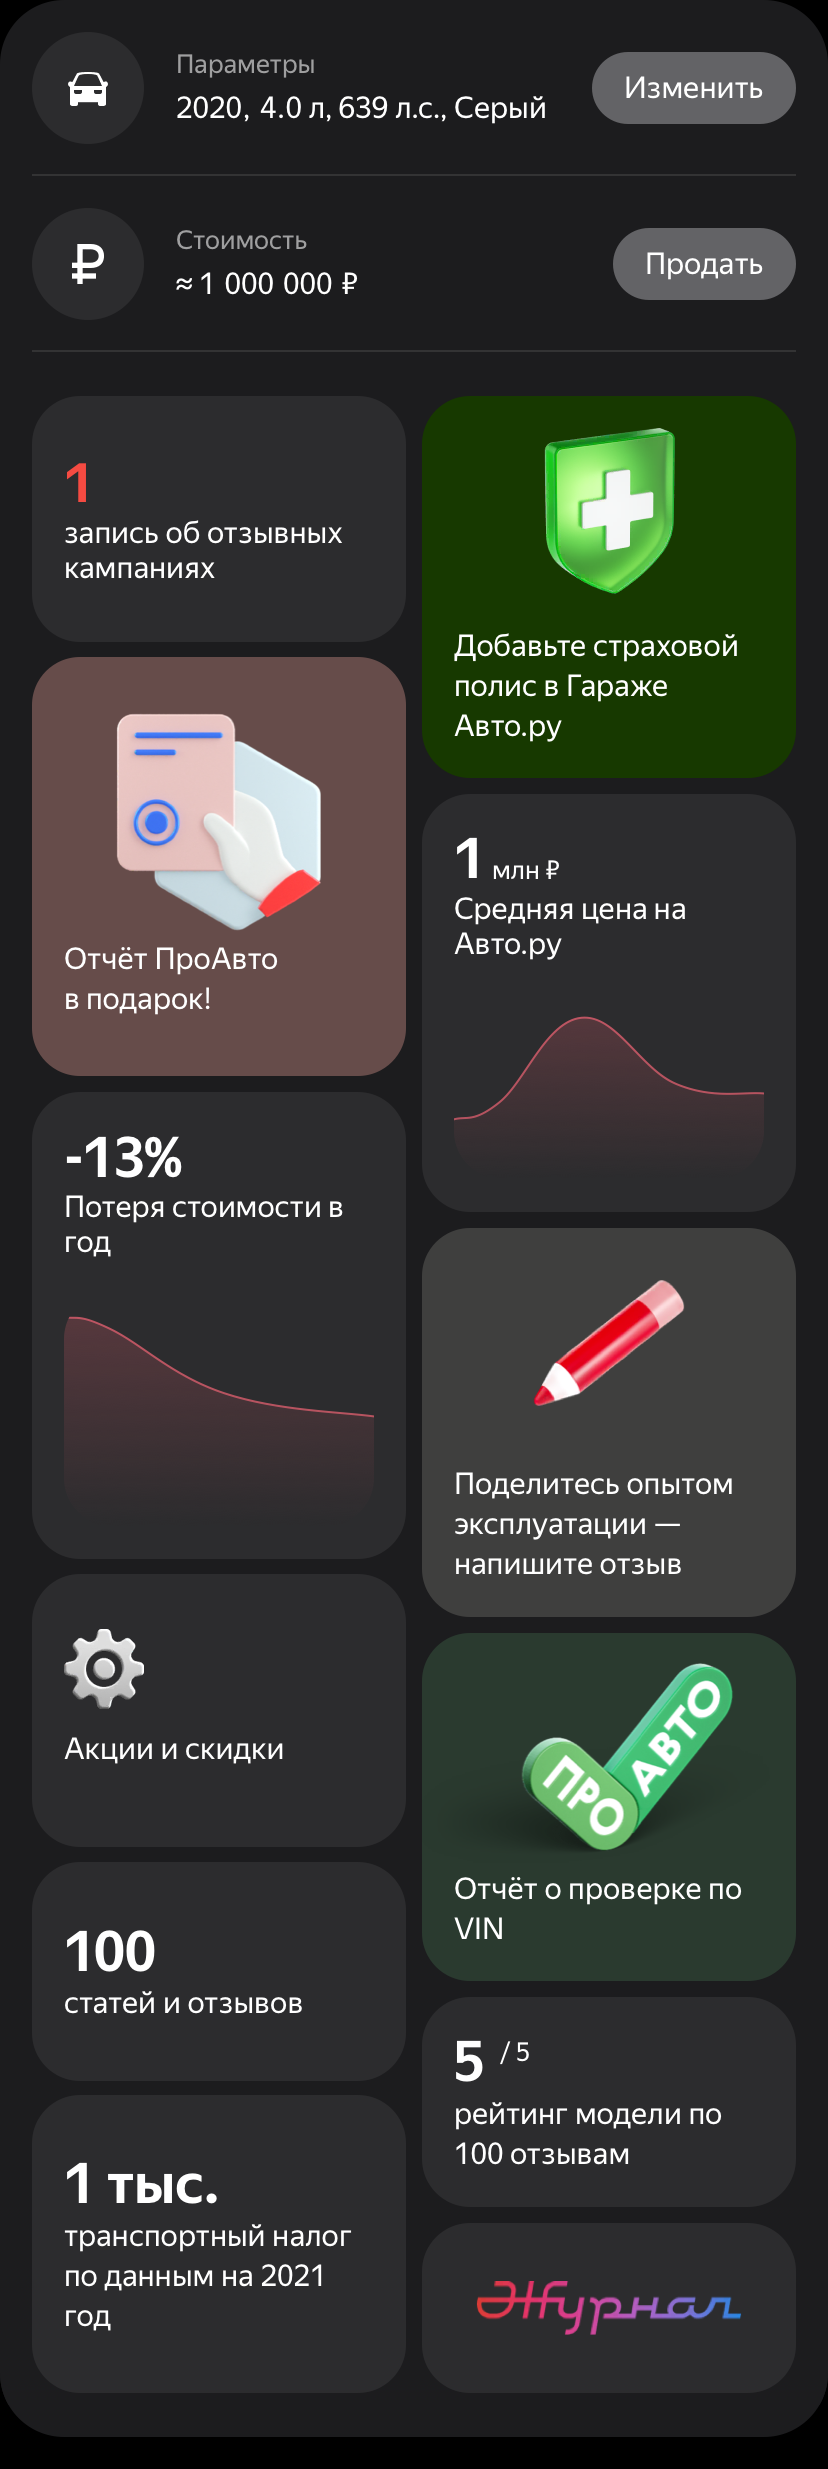 Параметры
2020, 4.0 л, 639 л.с., Серый
Изменить
Стоимость
≈ 1 000 000 ₽
Продать
1
запись об отзывных
кампаниях
Добавьте страховой
полис в Гараже
Авто.ру
Отчёт ПроАвто
в подарок!
1 млн ₽
Средняя цена на
Авто.ру
-13%
Потеря стоимости в
год
Поделитесь опытом
эксплуатации —
напишите отзыв
Акции и скидки
ПРО
АВТО
Отчёт о проверке по
VIN
100
статей и отзывов
5 / 5
рейтинг модели по
100 отзывам
1 тыс.
транспортный налог
по данным на 2021
год
Журнал